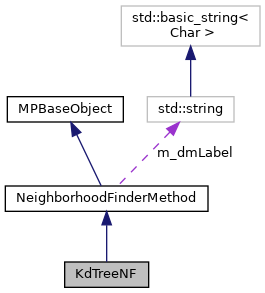 std::basic_string<
Char >
MPBaseObject
std::string
m_dmLabel
NeighborhoodFinderMethod
KdTreeNF